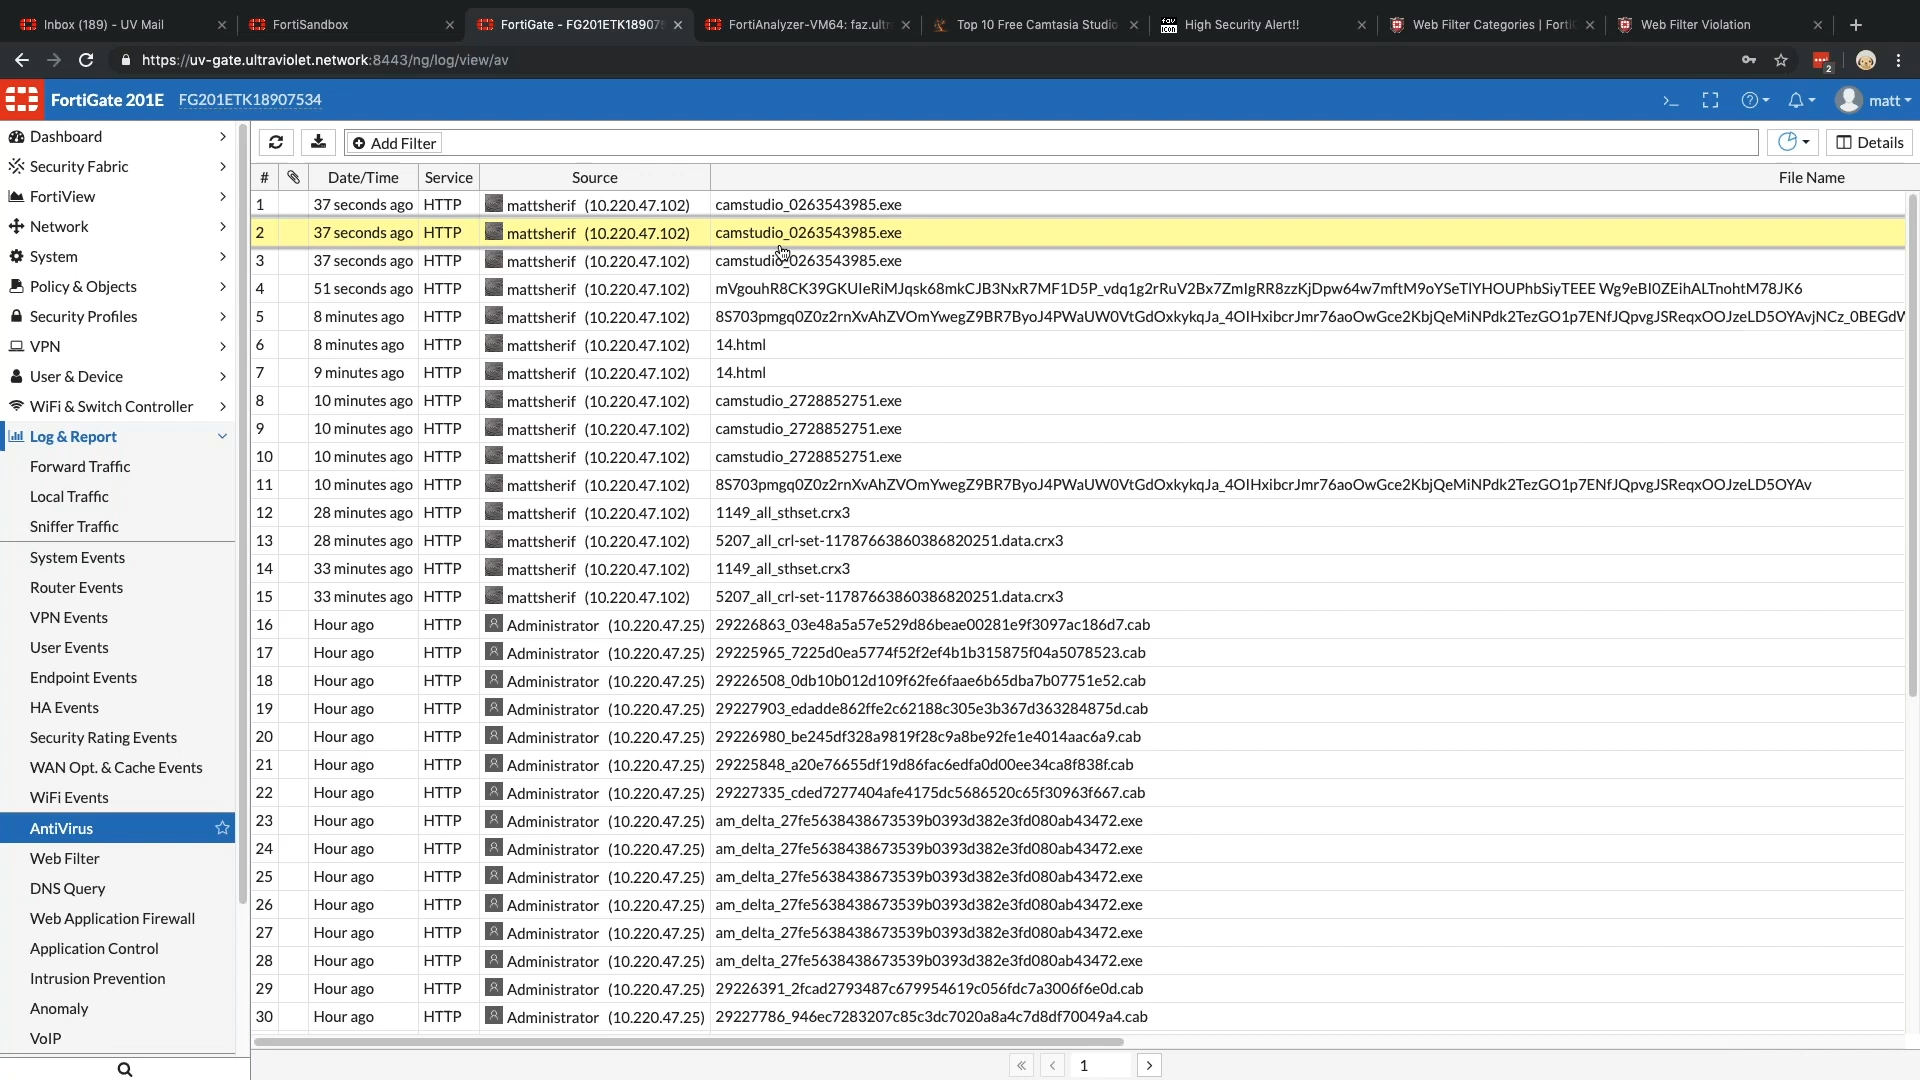 Inbox (189) - UV Mail
FortiSandbox
FortiGate - FG201ETK18907
FortiAnalyzer-VM64: faz.ultr
Top 10 Free Camtasia Studio
High Security Alert!!
Web Filter Categories | Forti
Web Filter Violation
https://uv-gate.ultraviolet.network:8443/ng/log/view/av
2
FortiGate 201E FG201ETK18907534
matt
Dashboard
Security Fabric
FortiView
Network
System
Policy & Objects
Security Profiles
VPN
User & Device
WiFi & Switch Controller
Log & Report
Forward Traffic
Local Traffic
Sniffer Traffic
System Events
Router Events
VPN Events
User Events
Endpoint Events
HA Events
Security Rating Events
WAN Opt. & Cache Events
WiFi Events
AntiVirus
Web Filter
DNS Query
Web Application Firewall
Application Control
Intrusion Prevention
Anomaly
VoIP
Add Filter
Details
# Date/Time Service Source File Name
1 37 seconds ago HTTP mattsherif (10.220.47.102) camstudio_0263543985.exe
2 37 seconds ago HTTP mattsherif (10.220.47.102) camstudio_0263543985.exe
3 37 seconds ago HTTP mattsherif (10.220.47.102) camstudio_0263543985.exe
4 51 seconds ago HTTP mattsherif (10.220.47.102) mVgouhR8CK39GKUIeRiMJqsk68mkCJB3NxR7MF1D5P_vdq1g2rRuV2Bx7ZmIgRR8zzKjDpw64w7mftM9oYSeTlYHOUPhbSiyTEEE Wg9eBI0ZEihALTnohtM78JK6
5 8 minutes ago HTTP mattsherif (10.220.47.102) 8S703pmgq0Z0z2rnXvAhZVOmYwegZ9BR7ByoJ4PWaUW0VtGdOxkykqJa_4OIHxibcrJmr76aoOwGce2KbjQeMiNPdk2TezGO1p7ENfJQpvgJSReqxOOJzeLD5OYAvjNCz_0BEGdW
6 8 minutes ago HTTP mattsherif (10.220.47.102) 14.html
7 9 minutes ago HTTP mattsherif (10.220.47.102) 14.html
8 10 minutes ago HTTP mattsherif (10.220.47.102) camstudio_2728852751.exe
9 10 minutes ago HTTP mattsherif (10.220.47.102) camstudio_2728852751.exe
10 10 minutes ago HTTP mattsherif (10.220.47.102) camstudio_2728852751.exe
11 10 minutes ago HTTP mattsherif (10.220.47.102) 8S703pmgq0Z0z2rnXvAhZVOmYwegZ9BR7ByoJ4PWaUW0VtGdOxkykqJa_4OIHxibcrJmr76aoOwGce2KbjQeMiNPdk2TezGO1p7ENfJQpvgJSReqxOOJzeLD5OYAv
12 28 minutes ago HTTP mattsherif (10.220.47.102) 1149_all_sthset.crx3
13 28 minutes ago HTTP mattsherif (10.220.47.102) 5207_all_crl-set-11787663860386820251.data.crx3
14 33 minutes ago HTTP mattsherif (10.220.47.102) 1149_all_sthset.crx3
15 33 minutes ago HTTP mattsherif (10.220.47.102) 5207_all_crl-set-11787663860386820251.data.crx3
16 Hour ago HTTP Administrator (10.220.47.25) 29226863_03e48a5a57e529d86beae00281e9f3097ac186d7.cab
17 Hour ago HTTP Administrator (10.220.47.25) 29225965_7225d0ea5774f52f2ef4b1b315875f04a5078523.cab
18 Hour ago HTTP Administrator (10.220.47.25) 29226508_0db10b012d109f62fe6faae6b65dba7b07751e52.cab
19 Hour ago HTTP Administrator (10.220.47.25) 29227903_edadde862ffe2c62188c305e3b367d363284875d.cab
20 Hour ago HTTP Administrator (10.220.47.25) 29226980_be245df328a9819f28c9a8be92fe1e4014aac6a9.cab
21 Hour ago HTTP Administrator (10.220.47.25) 29225848_a20e76655df19d86fac6edfa0d00ee34ca8f838f.cab
22 Hour ago HTTP Administrator (10.220.47.25) 29227335_cded7277404afe4175dc5686520c65f30963f667.cab
23 Hour ago HTTP Administrator (10.220.47.25) am_delta_27fe5638438673539b0393d382e3fd080ab43472.exe
24 Hour ago HTTP Administrator (10.220.47.25) am_delta_27fe5638438673539b0393d382e3fd080ab43472.exe
25 Hour ago HTTP Administrator (10.220.47.25) am_delta_27fe5638438673539b0393d382e3fd080ab43472.exe
26 Hour ago HTTP Administrator (10.220.47.25) am_delta_27fe5638438673539b0393d382e3fd080ab43472.exe
27 Hour ago HTTP Administrator (10.220.47.25) am_delta_27fe5638438673539b0393d382e3fd080ab43472.exe
28 Hour ago HTTP Administrator (10.220.47.25) am_delta_27fe5638438673539b0393d382e3fd080ab43472.exe
29 Hour ago HTTP Administrator (10.220.47.25) 29226391_2fcad2793487c679954619c056fdc7a3006f6e0d.cab
30 Hour ago HTTP Administrator (10.220.47.25) 29227786_946ec7283207c85c3dc7020a8a4c7d8df70049a4.cab
1